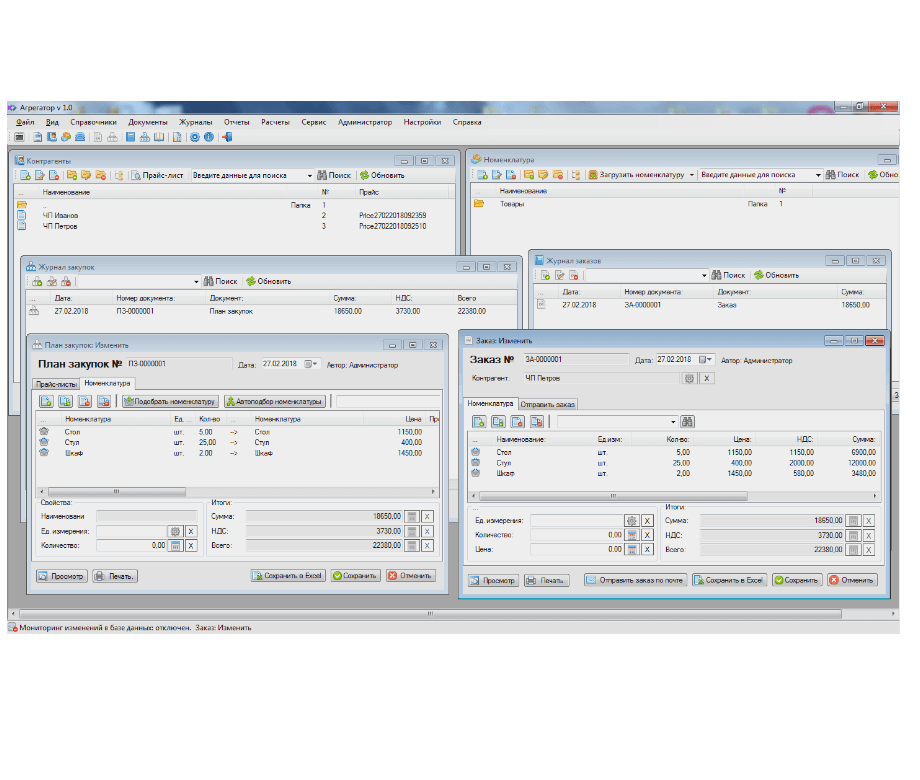 Агрегатор v 1.0
Файл Вид Справочники Документы Журналы Отчеты Расчеты Сервис Администратор Настройки Справка
Контрагенты
Прайс-лист Введите данные для поиска Поиск Обновить
... Наименование № Прайс
.. Папка 1
ЧП Иванов 2 Price27022018092359
ЧП Петров 3 Price27022018092510
Номенклатура
Загрузить номенклатуру Введите данные для поиска Поиск Обно
... Наименование №
Товары Папка 1
Журнал закупок
Поиск Обновить
... Дата: Номер документа: Документ: Сумма: НДС: Всего
27.02.2018 ПЗ-0000001 План закупок 18650,00 3730,00 22380,00
Журнал заказов
Поиск Обновить
... Дата: Номер документа: Документ: Сумма:
27.02.2018 ЗА-0000001 Заказ 18650,00
План закупок: Изменить
План закупок № ПЗ-0000001 Дата: 27.02.2018 Автор: Администратор
Прайс-листы Номенклатура
Подобрать номенклатуру Автоподбор номенклатуры
... Номенклатура Ед. ... Кол-во ... Номенклатура Цена Пр
Стол шт. 5.00 --> Стол 1150,00
Стул шт. 25,00 --> Стул 400,00
Шкаф шт. 2.00 --> Шкаф 1450,00
Свойства: Итоги:
Наименовани Сумма: 18650,00 X
Ед. измерения: X НДС: 3730,00 X
Количество: 0,00 X Всего: 22380,00 X
Просмотр Печать. Сохранить в Excel Сохранить Отменить
Заказ: Изменить
Заказ № ЗА-0000001 Дата: 27.02.2018 Автор: Администратор
Контрагент: ЧП Петров X
Номенклатура Отправить заказ
... Наименование: Ед.изм: Кол-во: Цена: НДС: Сумма:
Стол шт. 5,00 1150,00 1150,00 6900,00
Стул шт. 25,00 400,00 2000,00 12000,00
Шкаф шт. 2,00 1450,00 580,00 3480,00
... Итоги:
Ед. измерения: X Сумма: 18650,00 X
Количество: 0,00 X НДС: 3730,00 X
Цена: 0.00 X Всего: 22380,00 X
Просмотр Печать.. Отправить заказ по почте Сохранить в Excel Сохранить Отменить
Мониторинг изменений в базе данных: отключен. Заказ: Изменить